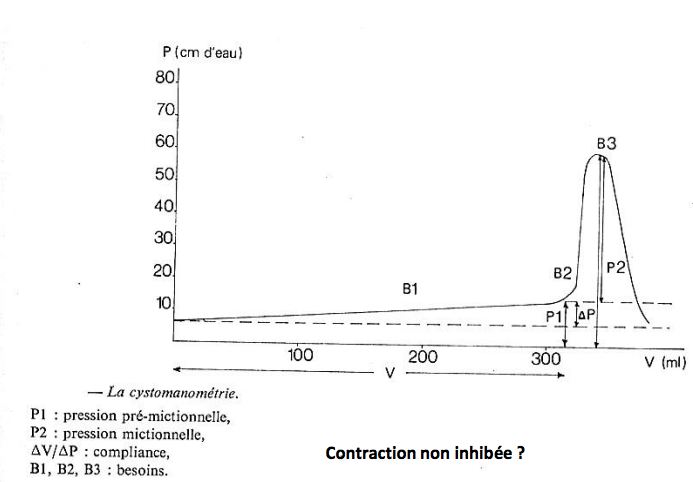 P (cm d'eau)
80
70
60
50
40
30
20
10
B1
B2
B3
P1
ΔP
P2
100
200
300
V (ml)
V
— La cystomanométrie.
P1 : pression pré-mictionnelle,
P2 : pression mictionnelle,
ΔV/ΔP : compliance,
B1, B2, B3 : besoins.
Contraction non inhibée ?